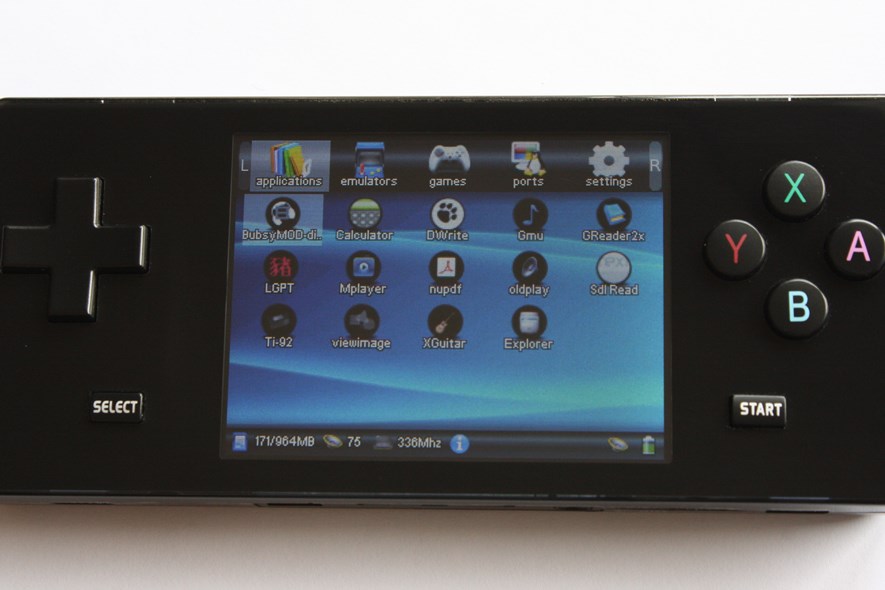 L applications emulators games ports settings R
BubsyMOD-di.. Calculator DWrite Gmu GReader2x
猪
LGPT Mplayer nupdf oldplay Sdl Read
Ti-92 viewimage XGuitar Explorer
171/964MB 75 336Mhz
X
Y A
B
SELECT START